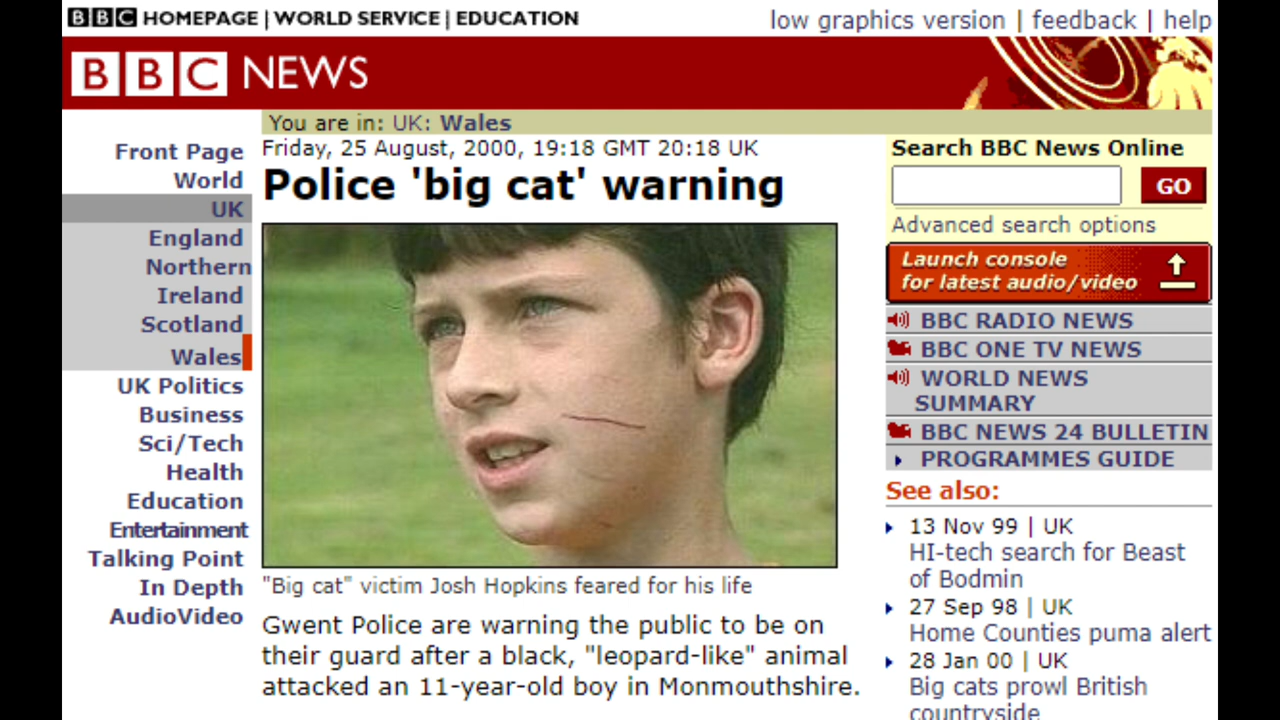 BBC HOMEPAGE | WORLD SERVICE | EDUCATION
low graphics version | feedback | help
BBC NEWS
You are in: UK: Wales
Front Page
World
UK
England
Northern
Ireland
Scotland
Wales
UK Politics
Business
Sci/Tech
Health
Education
Entertainment
Talking Point
In Depth
AudioVideo
Friday, 25 August, 2000, 19:18 GMT 20:18 UK
Police 'big cat' warning
"Big cat" victim Josh Hopkins feared for his life
Gwent Police are warning the public to be on
their guard after a black, "leopard-like" animal
attacked an 11-year-old boy in Monmouthshire.
Search BBC News Online
GO
Advanced search options
Launch console
for latest audio/video
BBC RADIO NEWS
BBC ONE TV NEWS
WORLD NEWS
SUMMARY
BBC NEWS 24 BULLETIN
PROGRAMMES GUIDE
See also:
13 Nov 99 | UK
HI-tech search for Beast
of Bodmin
27 Sep 98 | UK
Home Counties puma alert
28 Jan 00 | UK
Big cats prowl British
countryside